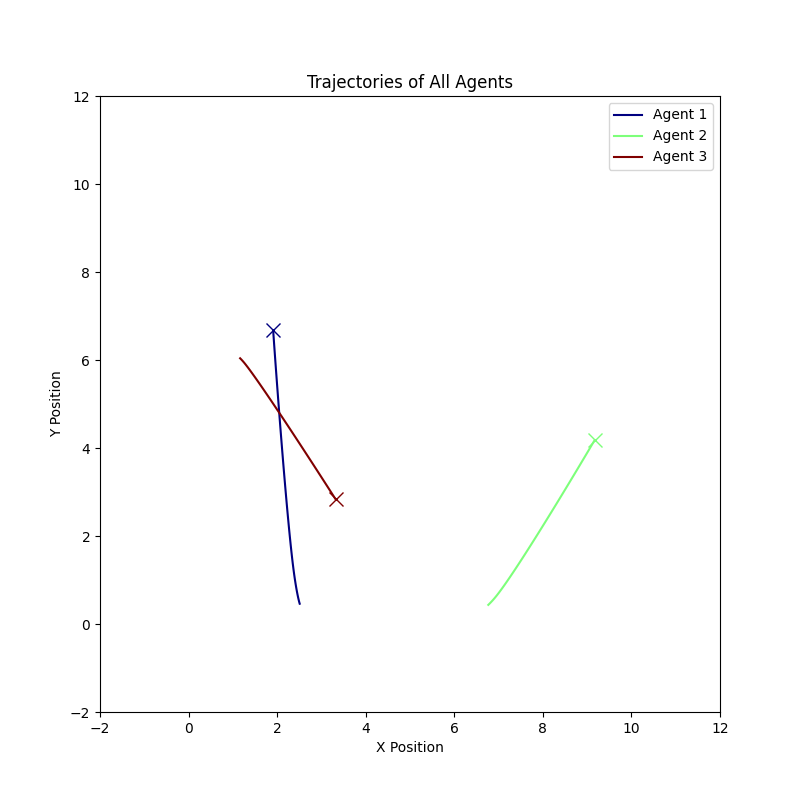 Trajectories of All Agents
12
10
8
6
4
2
0
−2
Y Position
Agent 1
Agent 2
Agent 3
−2 0 2 4 6 8 10 12
X Position